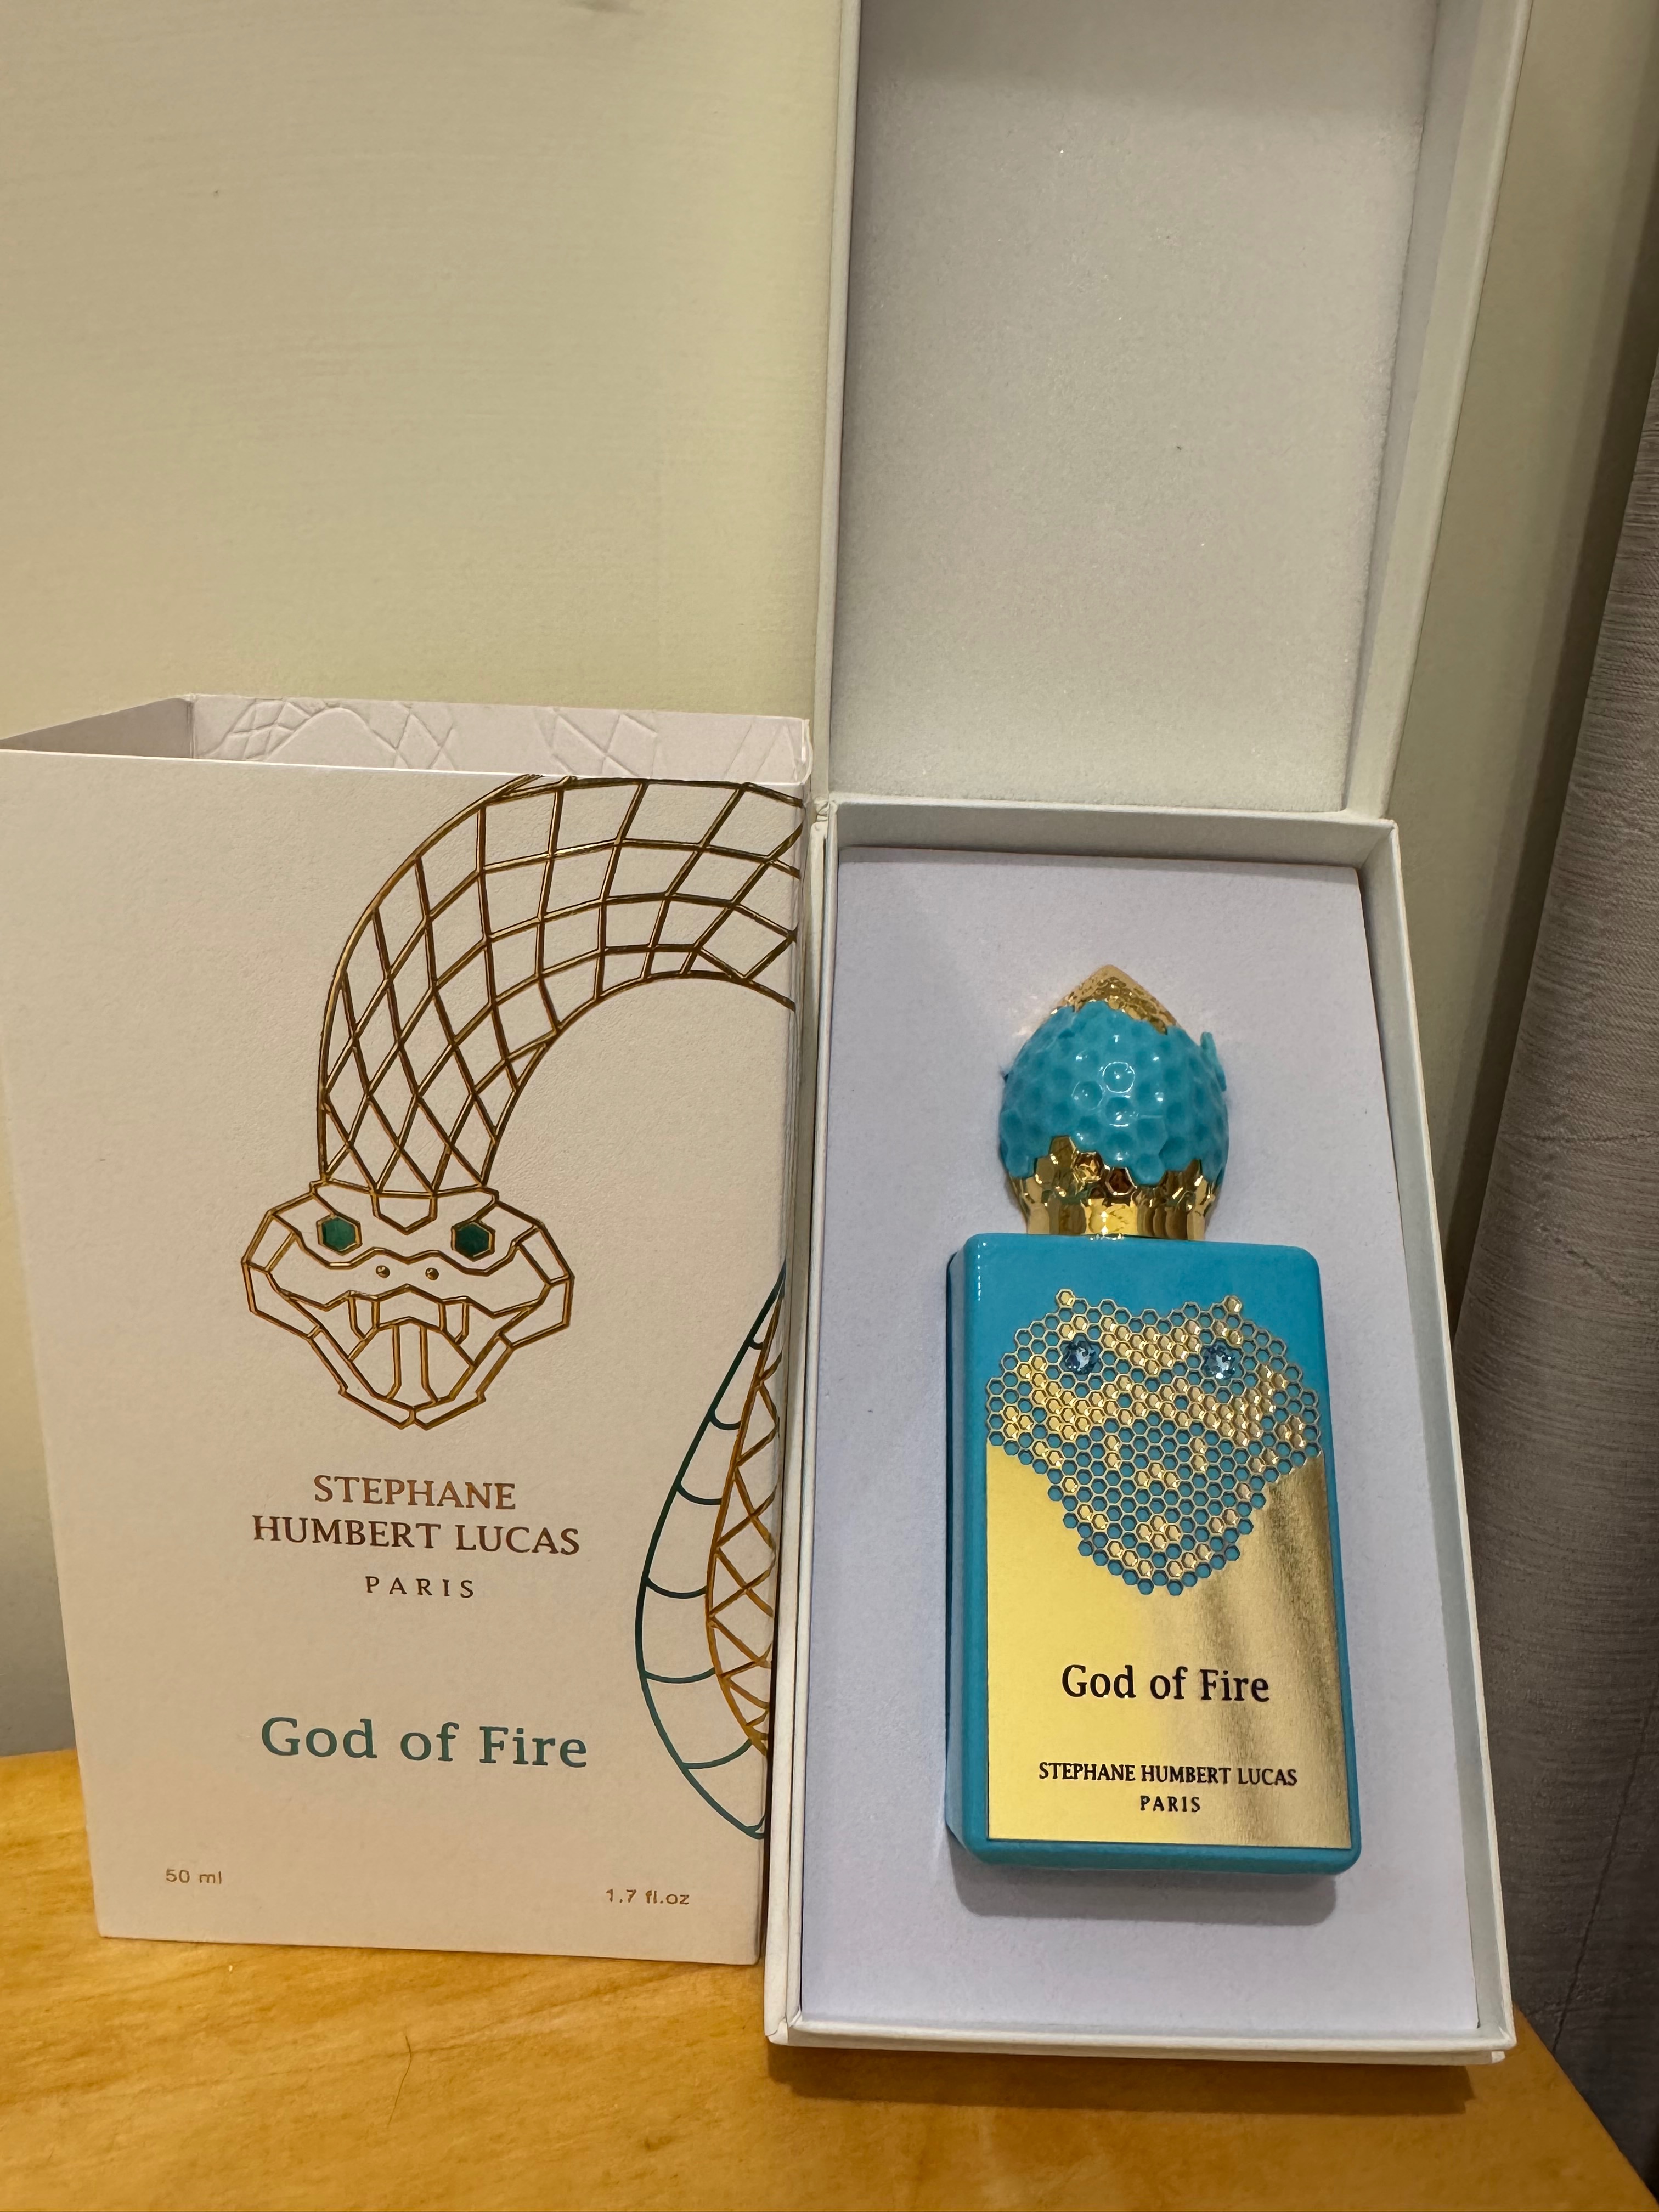 STEPHANE
HUMBERT LUCAS
PARIS
God of Fire
50 ml
1.7 fl.oz
God of Fire
STEPHANE HUMBERT LUCAS
PARIS